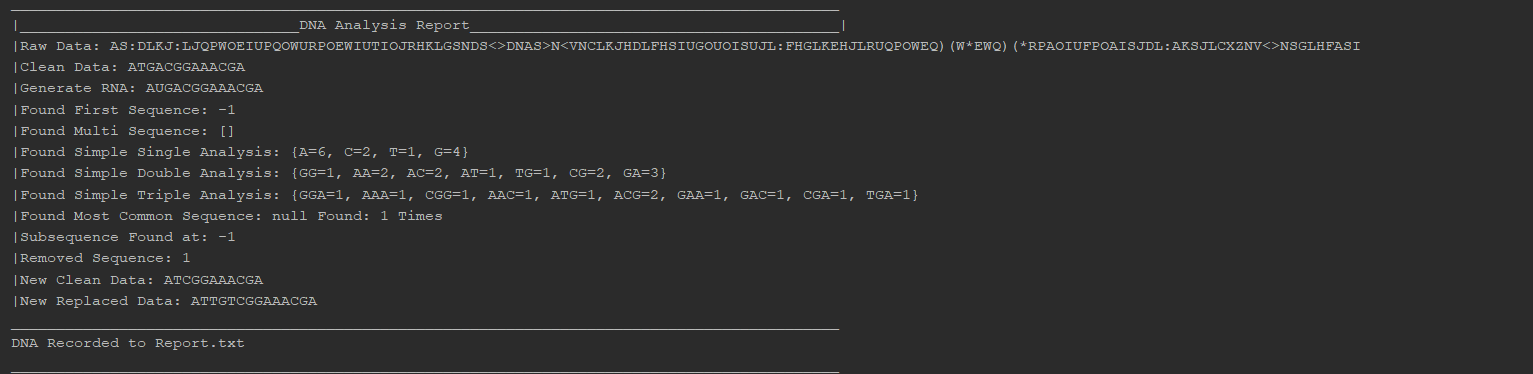 |_______________________________DNA Analysis Report_________________________________________|
|Raw Data: AS:DLKJ:LJQPWOEIUPQOWURPOEWIUTIOJRHKLGSNDS<>DNAS>N<VNCLKJHDLFHSIUGOUOISUJL:FHGLKEHJLRUQPOWEQ)(W*EWQ)(*RPAOIUFPOAISJDL:AKSJLCXZNV<>NSGLHFASI
|Clean Data: ATGACGGAAACGA
|Generate RNA: AUGACGGAAACGA
|Found First Sequence: -1
|Found Multi Sequence: []
|Found Simple Single Analysis: {A=6, C=2, T=1, G=4}
|Found Simple Double Analysis: {GG=1, AA=2, AC=2, AT=1, TG=1, CG=2, GA=3}
|Found Simple Triple Analysis: {GGA=1, AAA=1, CGG=1, AAC=1, ATG=1, ACG=2, GAA=1, GAC=1, CGA=1, TGA=1}
|Found Most Common Sequence: null Found: 1 Times
|Subsequence Found at: -1
|Removed Sequence: 1
|New Clean Data: ATCGGAAACGA
|New Replaced Data: ATTGTCGGAAACGA
DNA Recorded to Report.txt